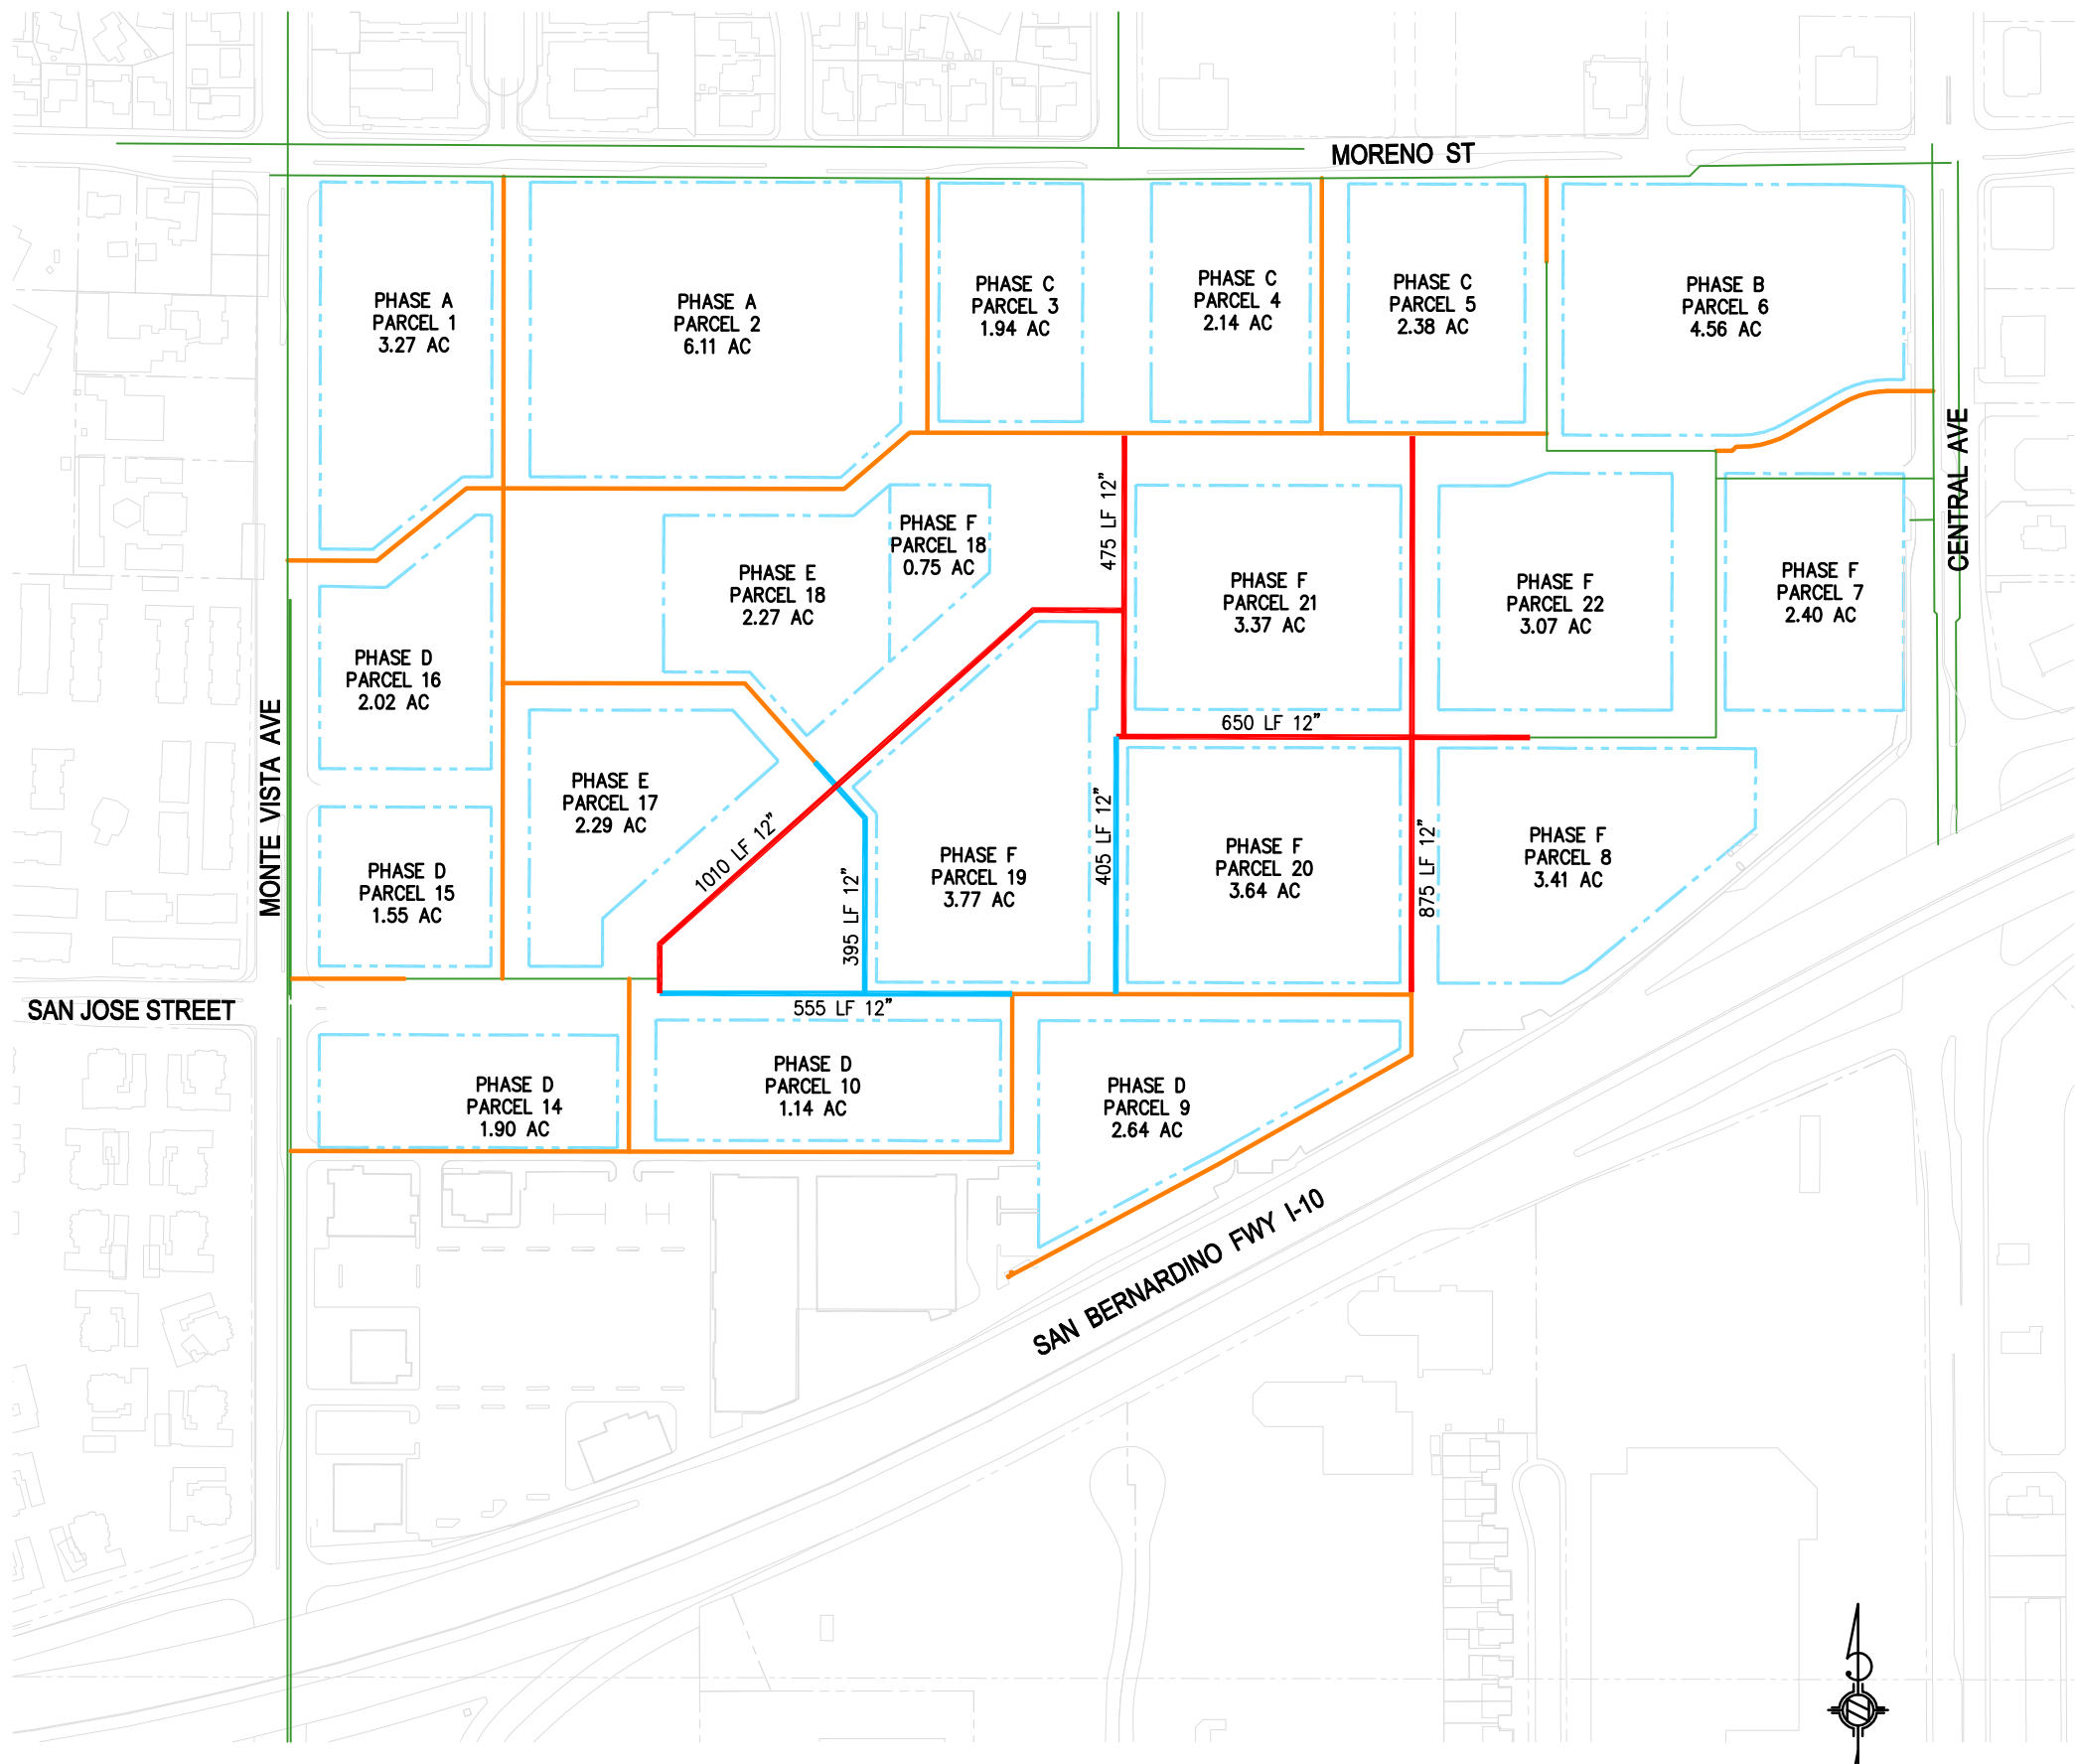 MORENO ST
PHASE A
PARCEL 1
3.27 AC
PHASE A
PARCEL 2
6.11 AC
PHASE C
PARCEL 3
1.94 AC
PHASE C
PARCEL 4
2.14 AC
PHASE C
PARCEL 5
2.38 AC
PHASE B
PARCEL 6
4.56 AC
CENTRAL AVE
475 LF 12"
PHASE F
PARCEL 18
0.75 AC
PHASE E
PARCEL 18
2.27 AC
PHASE F
PARCEL 21
3.37 AC
PHASE F
PARCEL 22
3.07 AC
PHASE F
PARCEL 7
2.40 AC
PHASE D
PARCEL 16
2.02 AC
650 LF 12"
MONTE VISTA AVE
PHASE E
PARCEL 17
2.29 AC
1010 LF 12"
395 LF 12"
PHASE F
PARCEL 19
3.77 AC
405 LF 12"
PHASE F
PARCEL 20
3.64 AC
875 LF 12"
PHASE F
PARCEL 8
3.41 AC
PHASE D
PARCEL 15
1.55 AC
SAN JOSE STREET
555 LF 12"
PHASE D
PARCEL 14
1.90 AC
PHASE D
PARCEL 10
1.14 AC
PHASE D
PARCEL 9
2.64 AC
SAN BERNARDINO FWY I-10